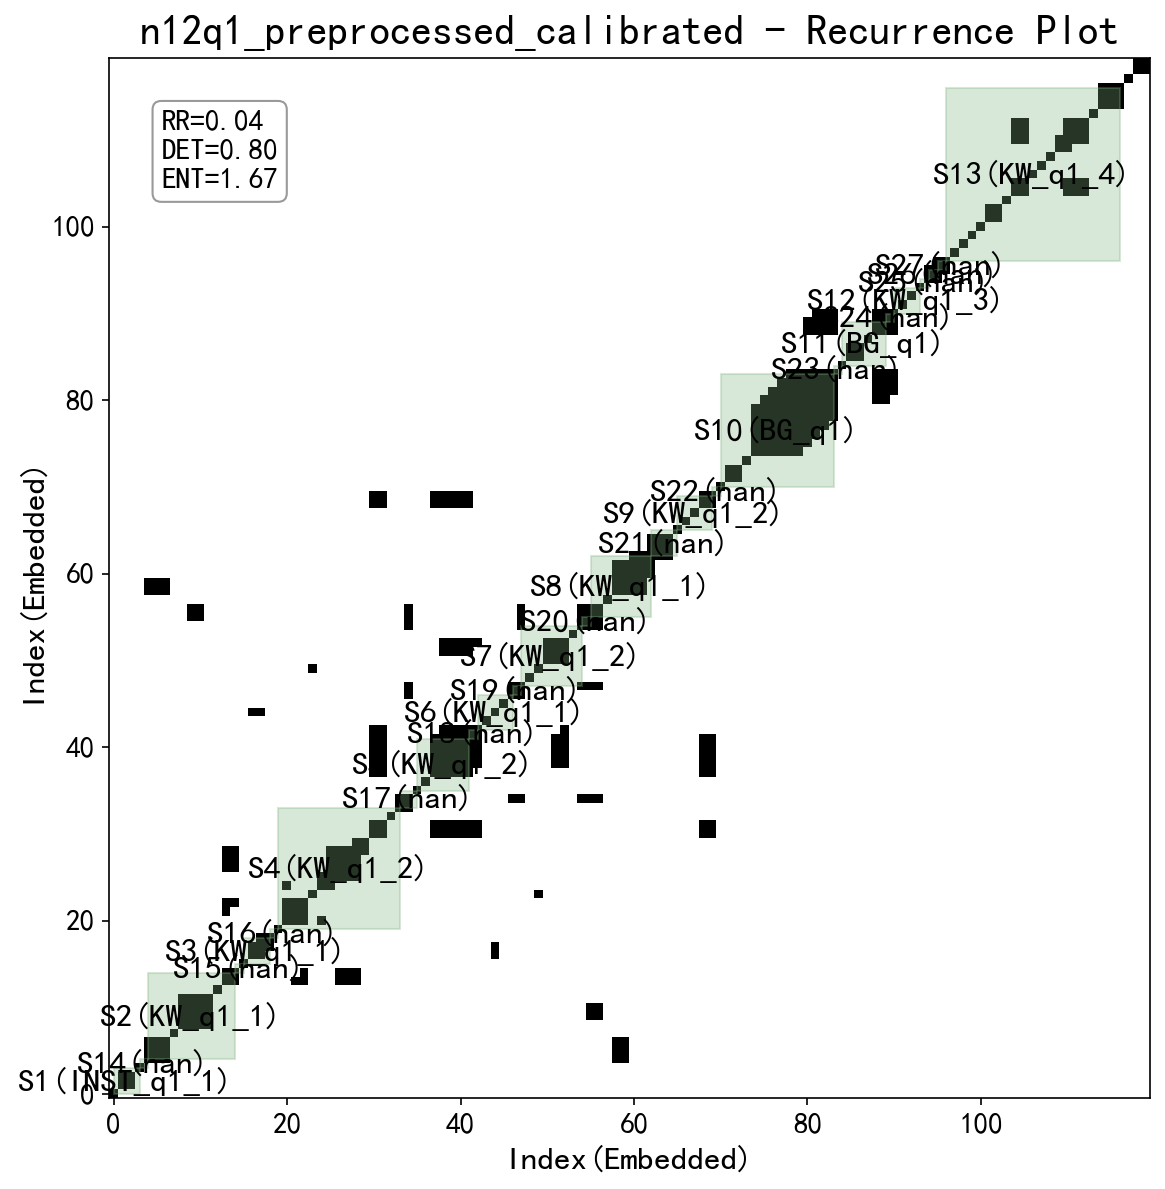 n12q1_preprocessed_calibrated - Recurrence Plot
RR=0.04
DET=0.80
ENT=1.67
S13(KW_q1_4)
100
S27(nan)
S12(KW_q1_3)
S11(BG_q1)
S23(nan)
80
S10(BG_q1)
S22(nan)
S9(KW_q1_2)
S21(nan)
60
S8(KW_q1_1)
S20(nan)
S7(KW_q1_2)
S19(nan)
S6(KW_q1_1)
40
S17(nan)
S4(KW_q1_2)
20
S16(nan)
S3(KW_q1_1)
S15(nan)
S2(KW_q1_1)
S14(nan)
S1(INST_q1_1)
0
Index(Embedded)
0 20 40 60 80 100
Index(Embedded)